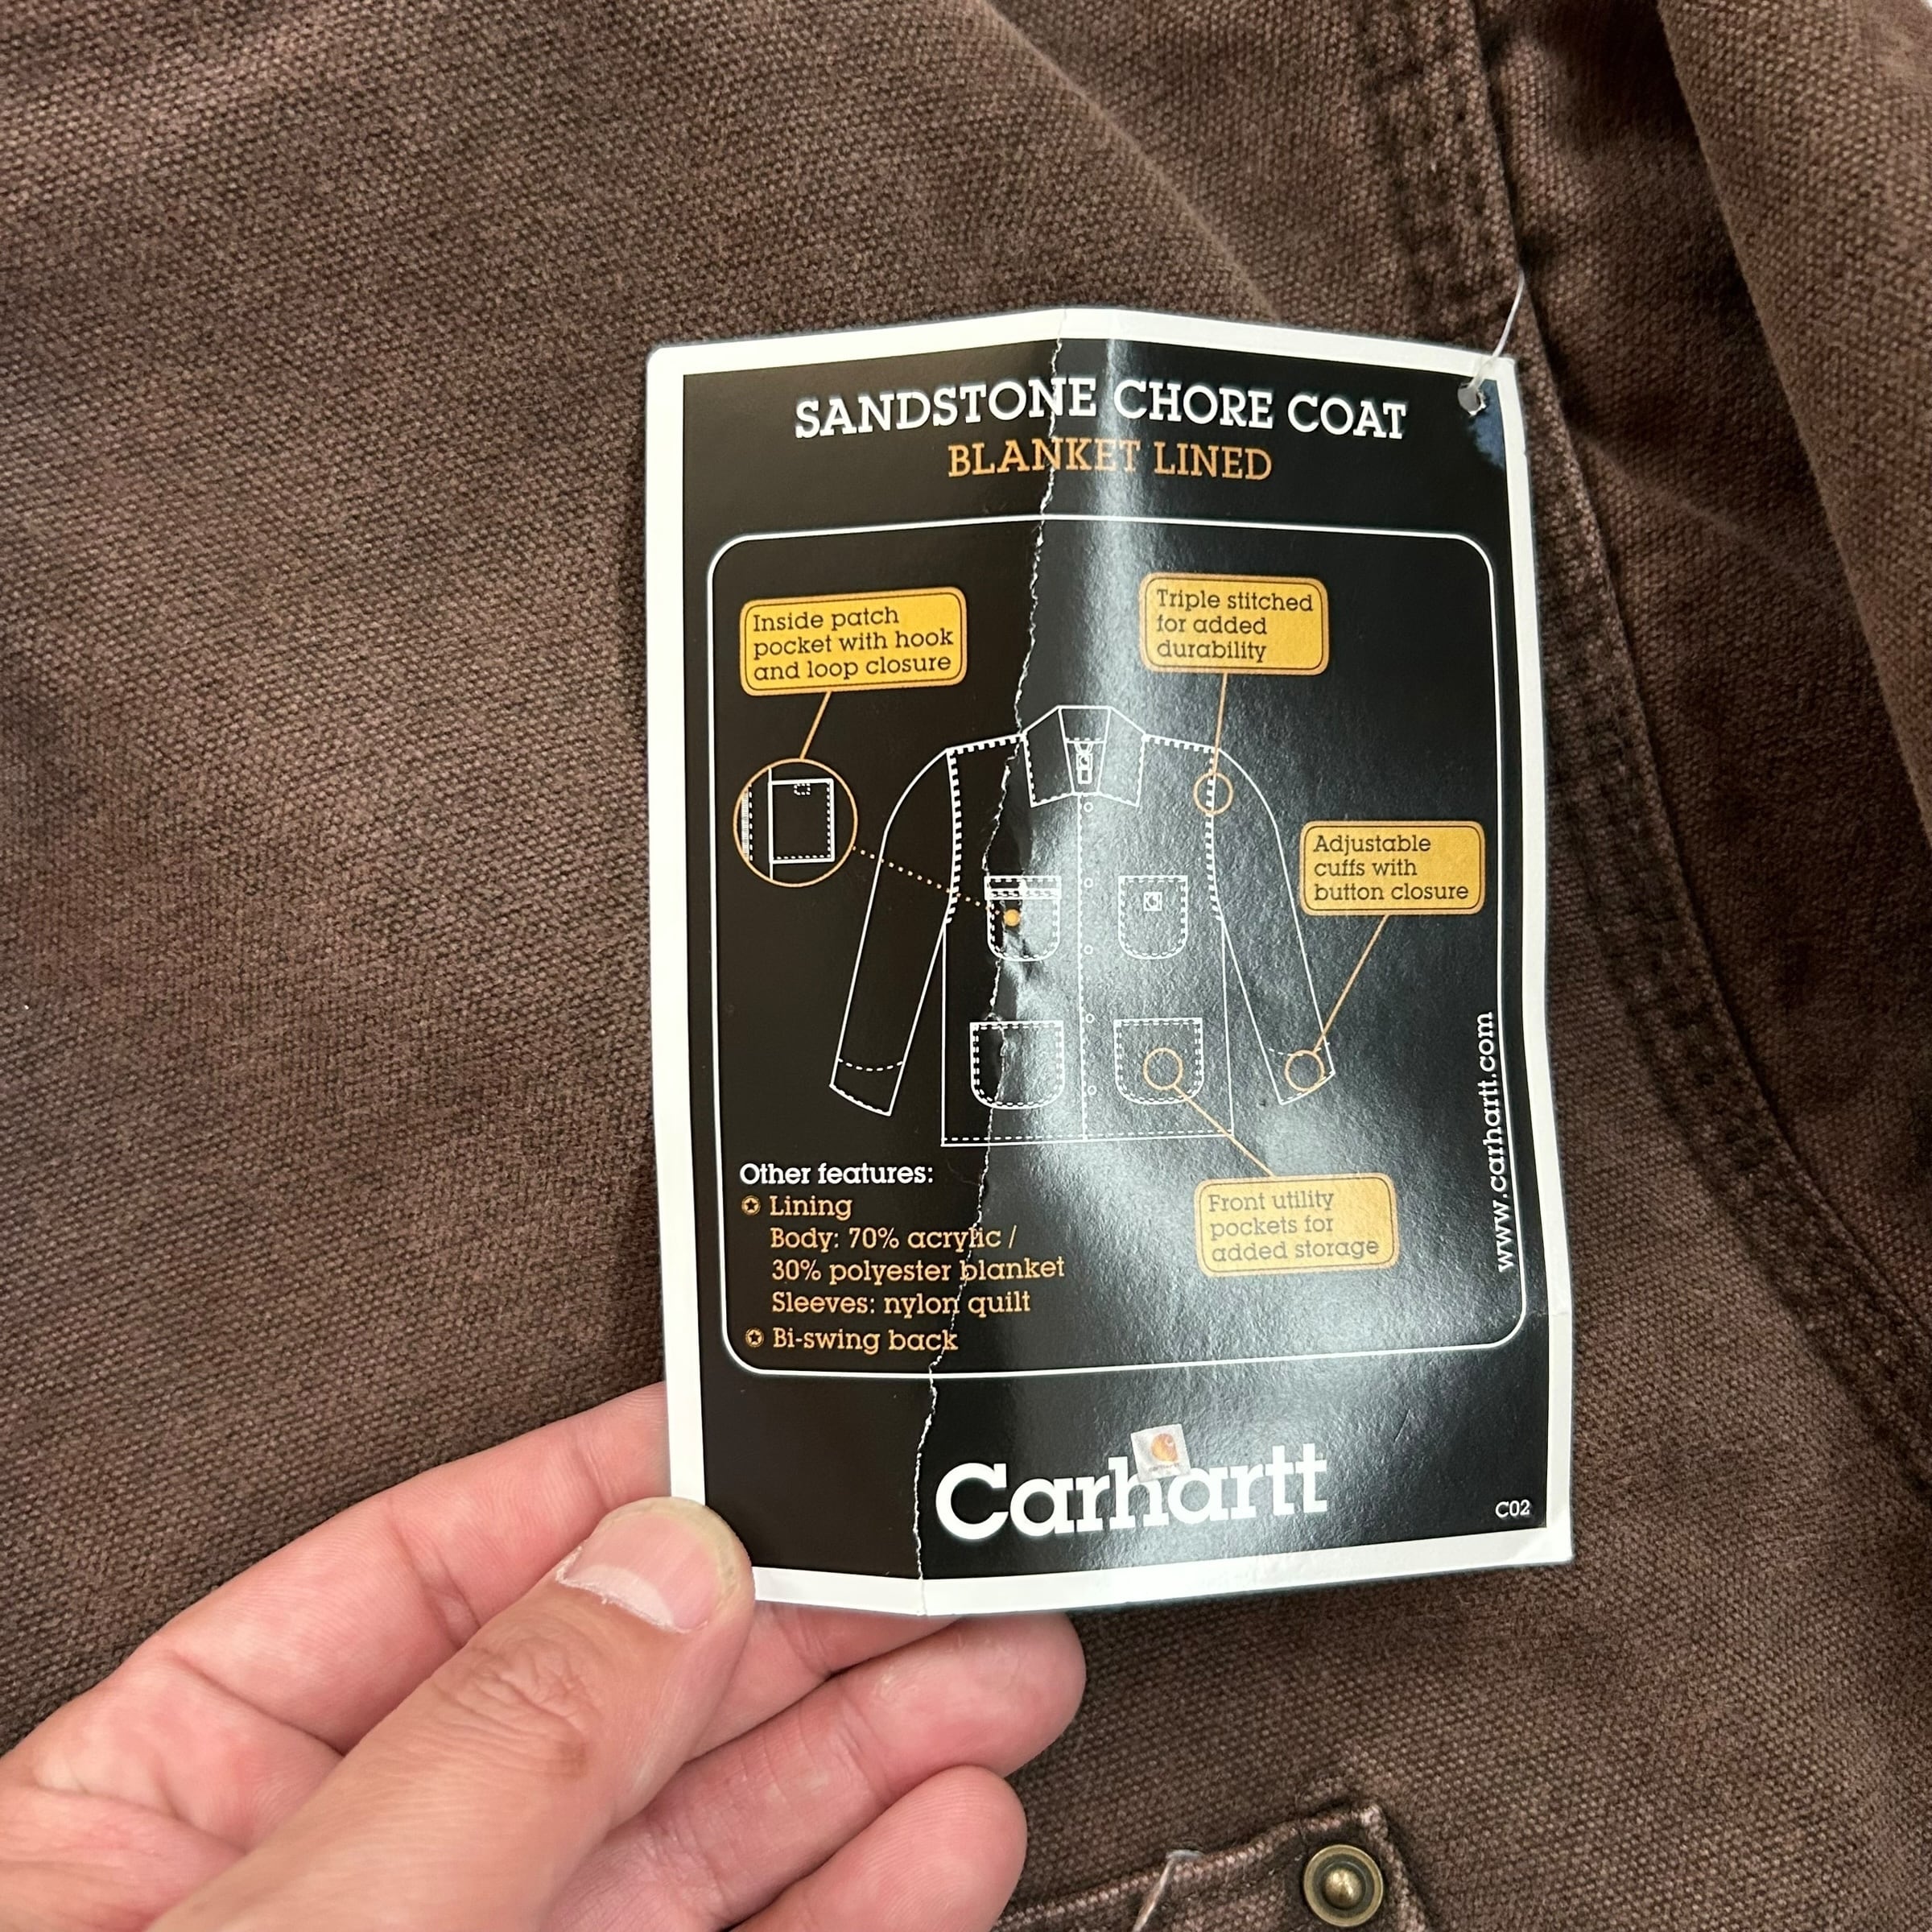 SANDSTONE CHORE COAT
BLANKET LINED
Inside patch
pocket with hook
and loop closure
Triple stitched
for added
durability
Adjustable
cuffs with
button closure
Front utility
pockets for
added storage
Other features:
Lining
Body: 70% acrylic /
30% polyester blanket
Sleeves: nylon quilt
Bi-swing back
www.carhartt.com
Carhartt
C02